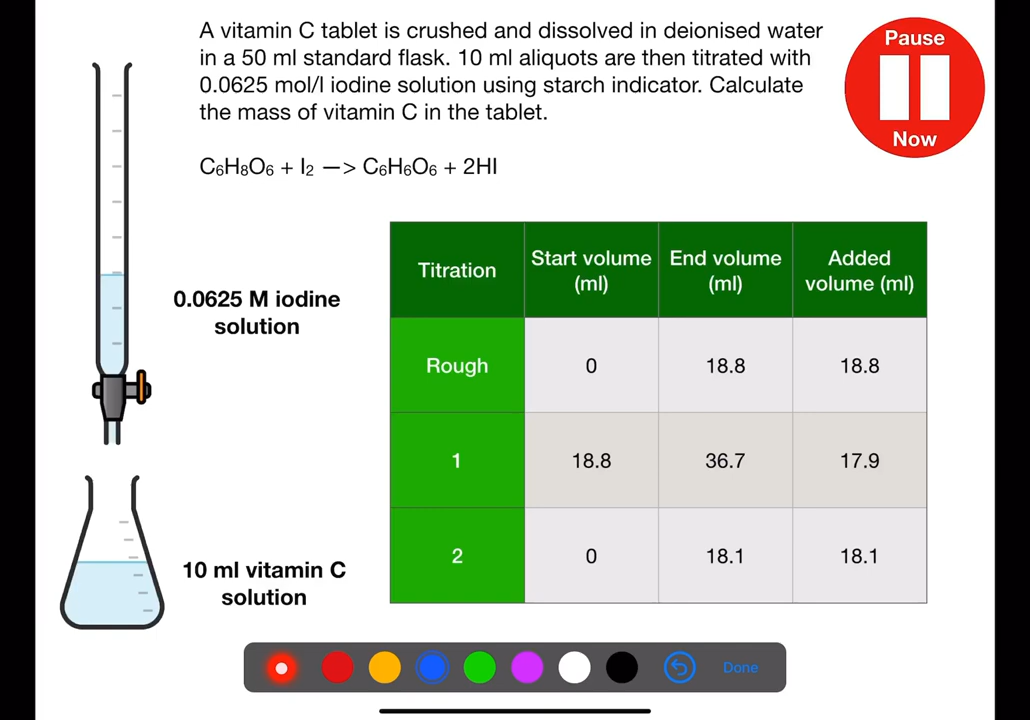 A vitamin C tablet is crushed and dissolved in deionised water
in a 50 ml standard flask. 10 ml aliquots are then titrated with
0.0625 mol/l iodine solution using starch indicator. Calculate
the mass of vitamin C in the tablet.
Pause
Now
C₆H₈O₆ + I₂ —> C₆H₆O₆ + 2HI
0.0625 M iodine
solution
10 ml vitamin C
solution
Titration
Start volume
(ml)
End volume
(ml)
Added
volume (ml)
Rough 0 18.8 18.8
1 18.8 36.7 17.9
2 0 18.1 18.1
Done